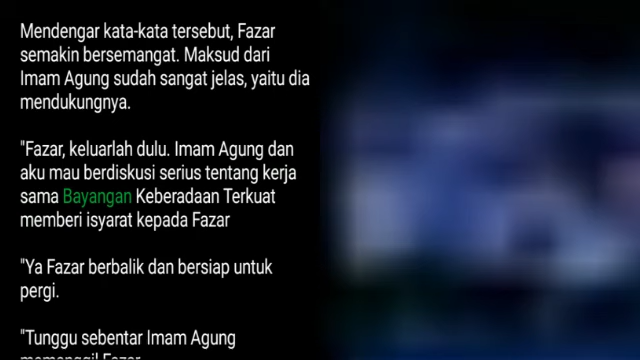 Mendengar kata-kata tersebut, Fazar
semakin bersemangat. Maksud dari
Imam Agung sudah sangat jelas, yaitu dia
mendukungnya.
"Fazar, keluarlah dulu. Imam Agung dan
aku mau berdiskusi serius tentang kerja
sama Bayangan Keberadaan Terkuat
memberi isyarat kepada Fazar
"Ya Fazar berbalik dan bersiap untuk
pergi.
"Tunggu sebentar Imam Agung
memanggil Fazar